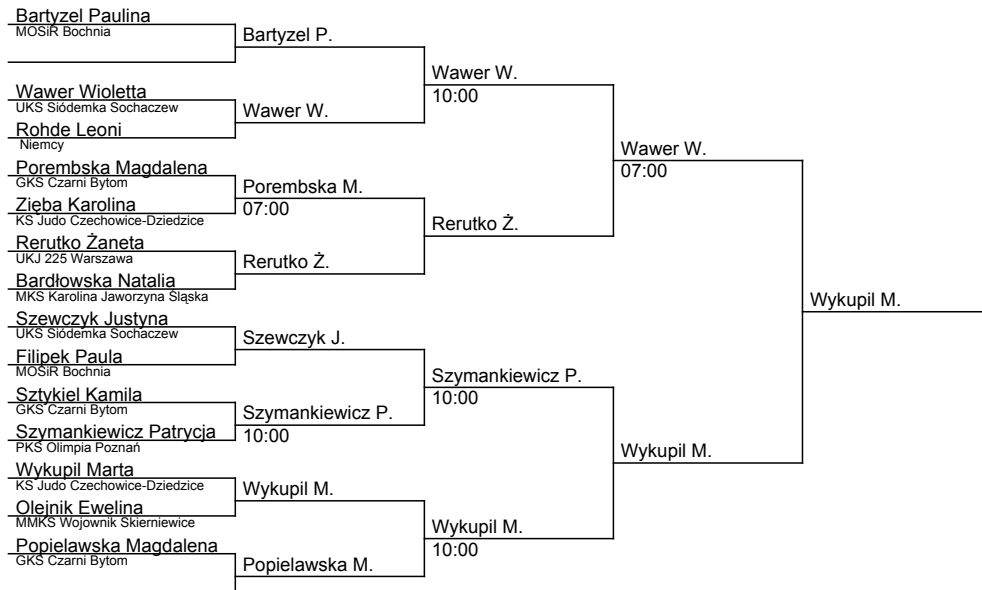 Bartyzel Paulina
MOSiR Bochnia
Bartyzel P.
Wawer W.
10:00
Wawer Wioletta
UKS Siódemka Sochaczew
Wawer W.
Rohde Leoni
Niemcy
Wawer W.
07:00
Porembska Magdalena
GKS Czarni Bytom
Porembska M.
07:00
Zięba Karolina
KS Judo Czechowice-Dziedzice
Rerutko Ż.
Rerutko Żaneta
UKJ 225 Warszawa
Rerutko Ż.
Bardłowska Natalia
MKS Karolina Jaworzyna Śląska
Wykupil M.
Szewczyk Justyna
UKS Siódemka Sochaczew
Szewczyk J.
Filipek Paula
MOSiR Bochnia
Szymankiewicz P.
10:00
Sztykiel Kamila
GKS Czarni Bytom
Szymankiewicz P.
10:00
Szymankiewicz Patrycja
PKS Olimpia Poznań
Wykupil M.
Wykupil Marta
KS Judo Czechowice-Dziedzice
Wykupil M.
Olejnik Ewelina
MMKS Wojownik Skierniewice
Wykupil M.
10:00
Popielawska Magdalena
GKS Czarni Bytom
Popielawska M.